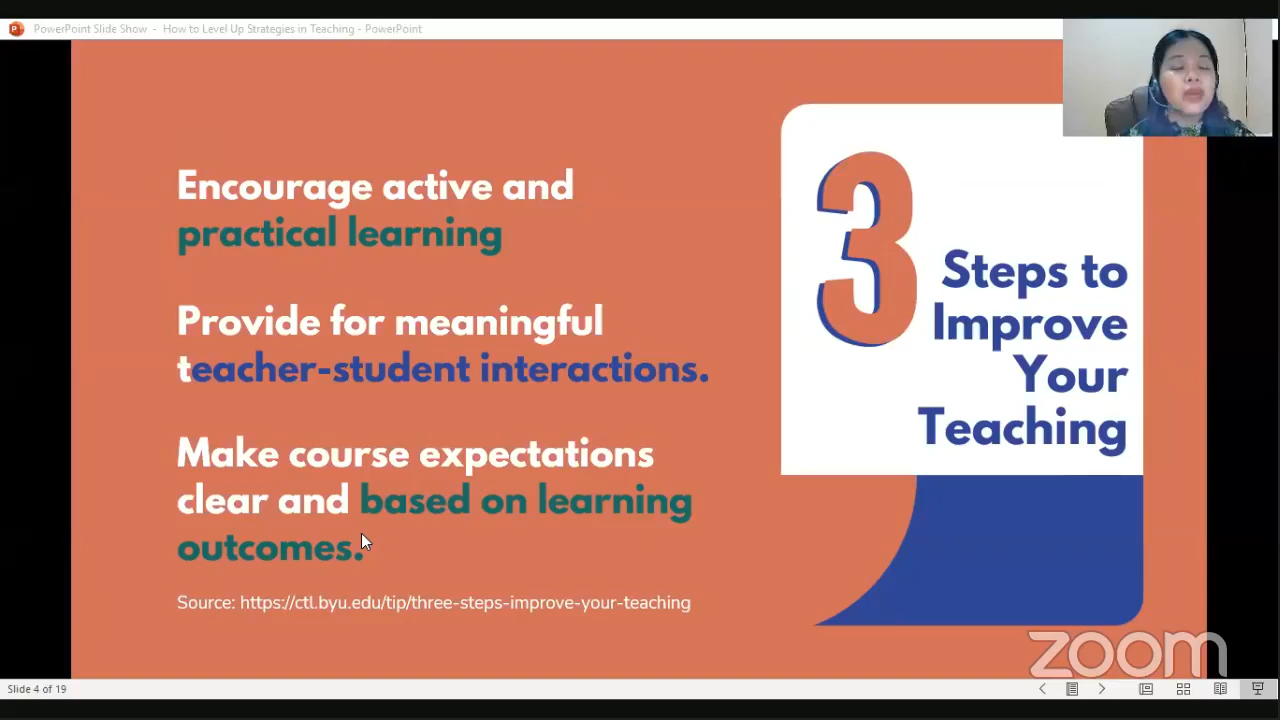 PowerPoint Slide Show - How to Level Up Strategies in Teaching - PowerPoint
Encourage active and
practical learning
Provide for meaningful
teacher-student interactions.
Make course expectations
clear and based on learning
outcomes.
Source: https://ctl.byu.edu/tip/three-steps-improve-your-teaching
3
Steps to
Improve
Your
Teaching
zoom
Slide 4 of 19